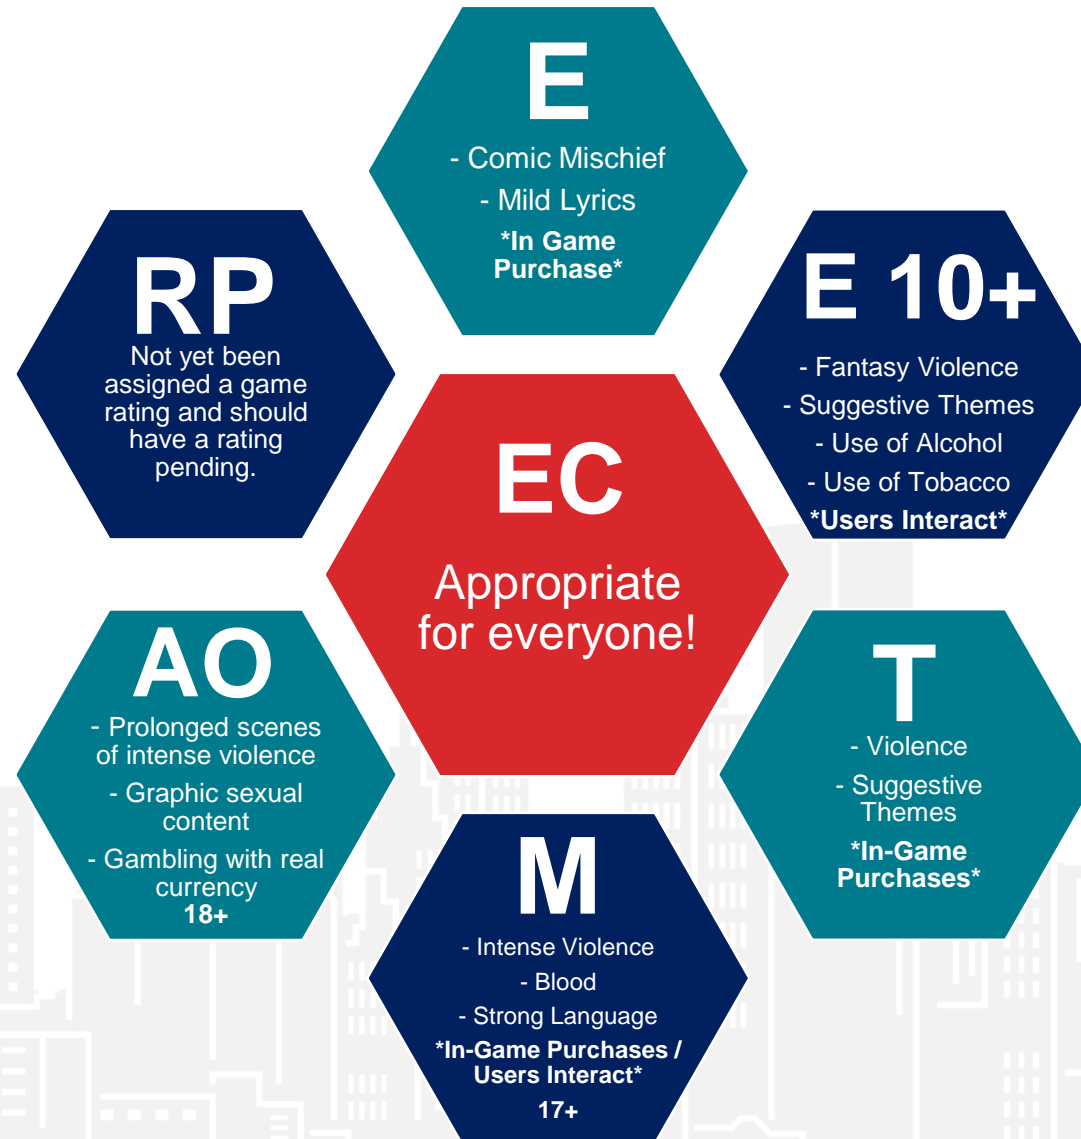 E
- Comic Mischief
- Mild Lyrics
*In Game
Purchase*
RP
Not yet been
assigned a game
rating and should
have a rating
pending.
E 10+
- Fantasy Violence
- Suggestive Themes
- Use of Alcohol
- Use of Tobacco
*Users Interact*
EC
Appropriate
for everyone!
AO
- Prolonged scenes
of intense violence
- Graphic sexual
content
- Gambling with real
currency
18+
T
- Violence
- Suggestive
Themes
*In-Game
Purchases*
M
- Intense Violence
- Blood
- Strong Language
*In-Game Purchases /
Users Interact*
17+